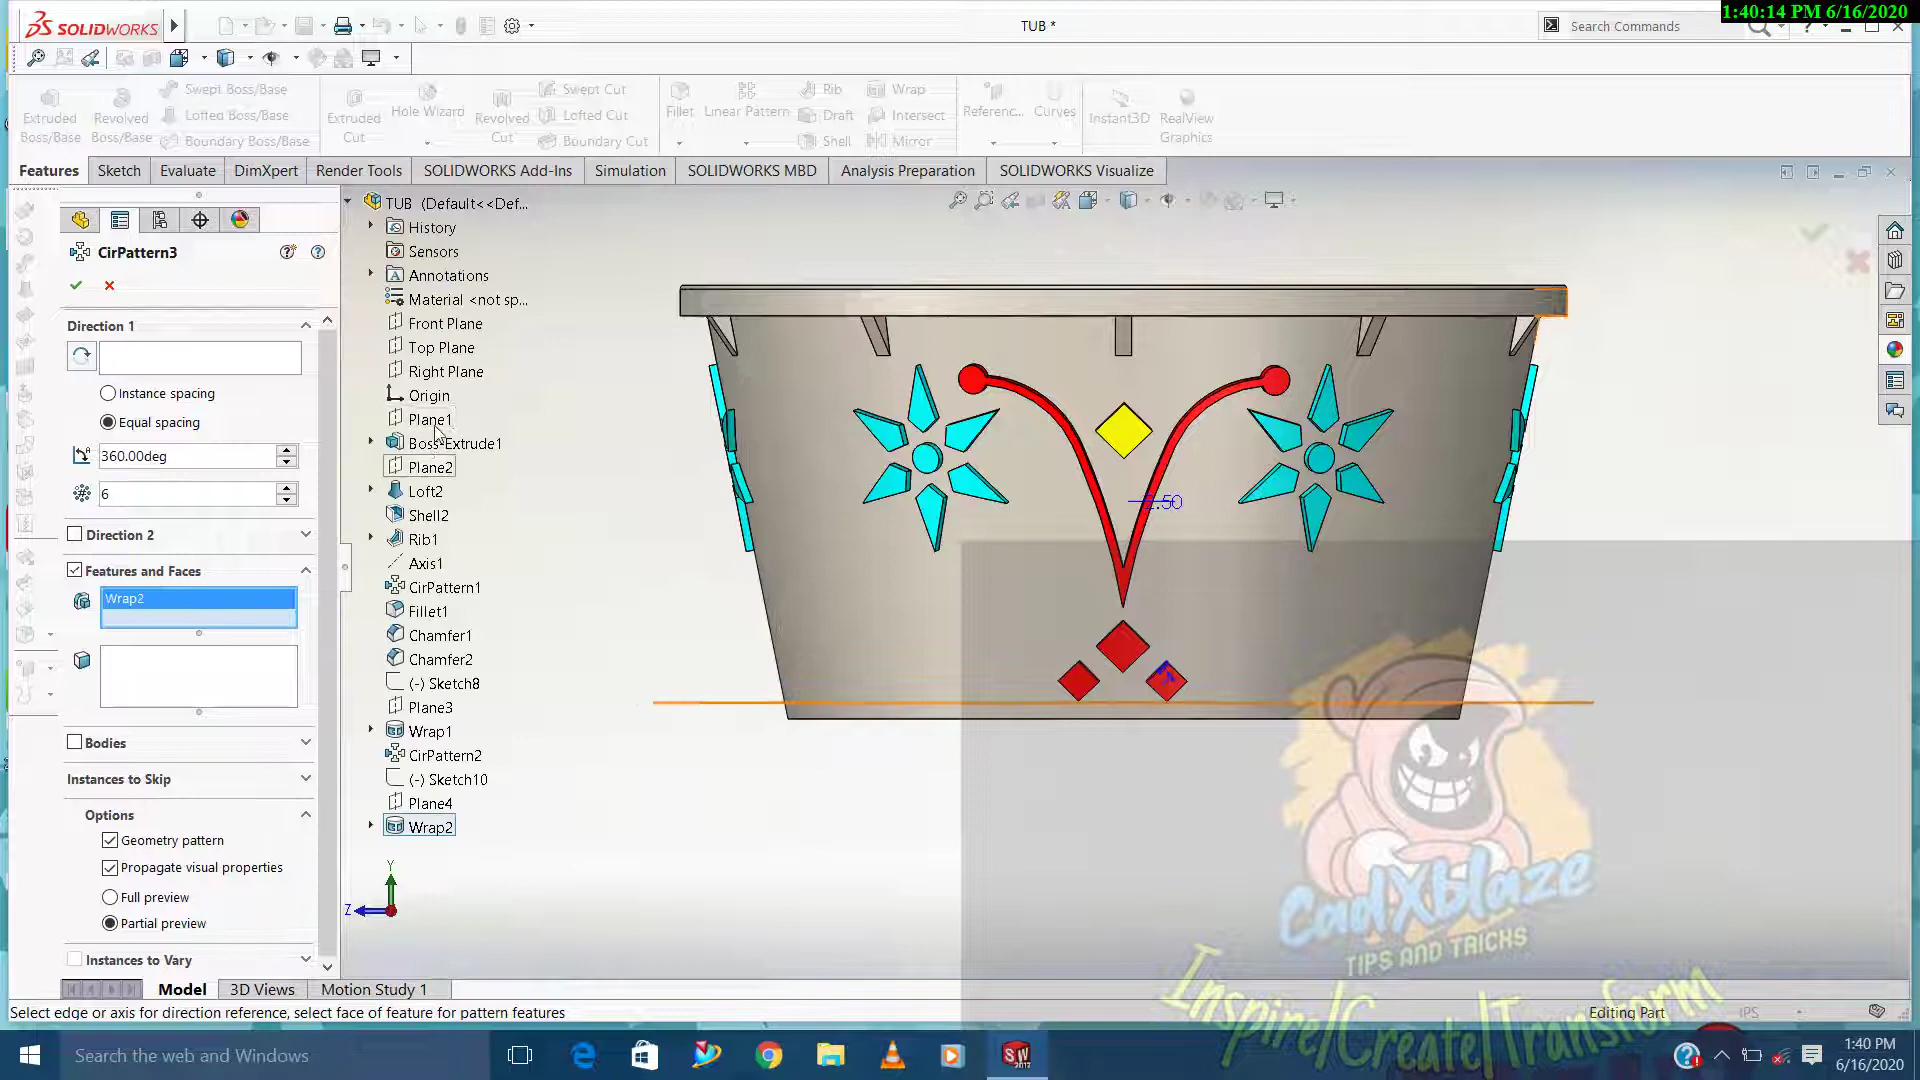 1:40:14 PM 6/16/2020
SOLIDWORKS
TUB *
Search Commands
Extruded Boss/Base
Revolved Boss/Base
Swept Boss/Base
Lofted Boss/Base
Boundary Boss/Base
Extruded Cut
Hole Wizard
Revolved Cut
Swept Cut
Lofted Cut
Boundary Cut
Fillet
Linear Pattern
Rib
Draft
Shell
Wrap
Intersect
Mirror
Referenc...
Curves
Instant3D
RealView Graphics
Features
Sketch
Evaluate
DimXpert
Render Tools
SOLIDWORKS Add-Ins
Simulation
SOLIDWORKS MBD
Analysis Preparation
SOLIDWORKS Visualize
CirPattern3
Direction 1
Instance spacing
Equal spacing
360.00deg
6
Direction 2
Features and Faces
Wrap2
Bodies
Instances to Skip
Options
Geometry pattern
Propagate visual properties
Full preview
Partial preview
Instances to Vary
TUB (Default<<Def...
History
Sensors
Annotations
Material <not sp...
Front Plane
Top Plane
Right Plane
Origin
Plane1
Boss-Extrude1
Plane2
Loft2
Shell2
Rib1
Axis1
CirPattern1
Fillet1
Chamfer1
Chamfer2
(-) Sketch8
Plane3
Wrap1
CirPattern2
(-) Sketch10
Plane4
Wrap2
Y
Z
CadXblaze
TIPS AND TRICKS
Inspire/Create/Transform
Model
3D Views
Motion Study 1
Select edge or axis for direction reference, select face of feature for pattern features
Editing Part
IPS
Search the web and Windows
1:40 PM
6/16/2020